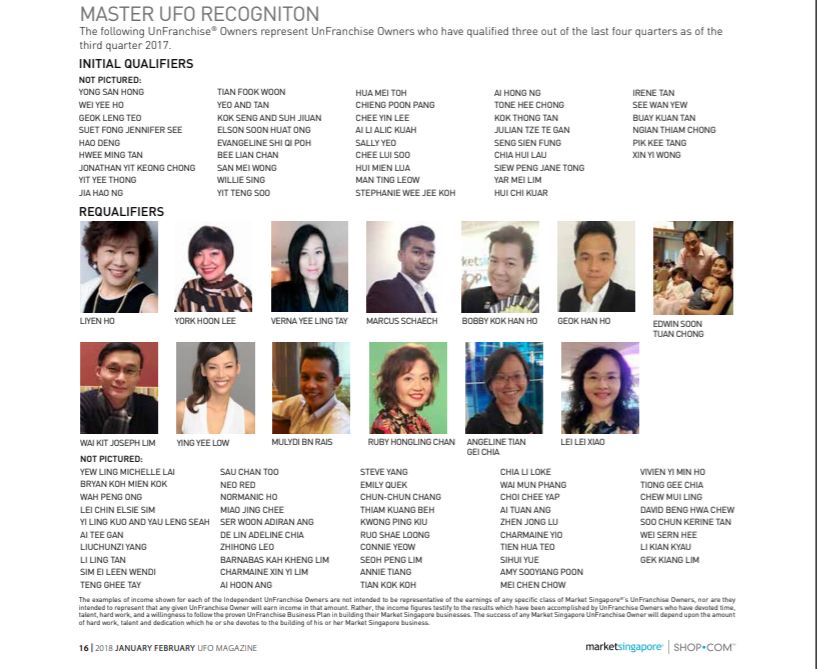 MASTER UFO RECOGNITON
The following UnFranchise® Owners represent UnFranchise Owners who have qualified three out of the last four quarters as of the
third quarter 2017.
INITIAL QUALIFIERS
NOT PICTURED:
YONG SAN HONG
WEI YEE HO
GEOK LENG TEO
SUET FONG JENNIFER SEE
HAO DENG
HWEE MING TAN
JONATHAN YIT KEONG CHONG
YIT YEE THONG
JIA HAO NG
TIAN FOOK WOON
YEO AND TAN
KOK SENG AND SUH JIUAN
ELSON SOON HUAT ONG
EVANGELINE SHI QI POH
BEE LIAN CHAN
SAN MEI WONG
WILLIE SING
YIT TENG SOO
HUA MEI TOH
CHIENG POON PANG
CHEE YIN LEE
AI LI ALIC KUAH
SALLY YEO
CHEE LUI SOO
HUI MIEN LUA
MAN TING LEOW
STEPHANIE WEE JEE KOH
AI HONG NG
TONE HEE CHONG
KOK THONG TAN
JULIAN TZE TE GAN
SENG SIEN FUNG
CHIA HUI LAU
SIEW PENG JANE TONG
YAR MEI LIM
HUI CHI KUAR
IRENE TAN
SEE WAN YEW
BUAY KUAN TAN
NGIAN THIAM CHONG
PIK KEE TANG
XIN YI WONG
REQUALIFIERS
LIYEN HO
YORK HOON LEE
VERNA YEE LING TAY
MARCUS SCHAECH
BOBBY KOK HAN HO
GEOK HAN HO
EDWIN SOON
TUAN CHONG
WAI KIT JOSEPH LIM
YING YEE LOW
MULYDI BN RAIS
RUBY HONGLING CHAN
ANGELINE TIAN
GEI CHIA
LEI LEI XIAO
NOT PICTURED:
YEW LING MICHELLE LAI
BRYAN KOH MIEN KOK
WAH PENG ONG
LEI CHIN ELSIE SIM
YI LING KUO AND YAU LENG SEAH
AI TEE GAN
LIUCHUNZI YANG
LI LING TAN
SIM EI LEEN WENDI
TENG GHEE TAY
SAU CHAN TOO
NEO RED
NORMANIC HO
MIAO JING CHEE
SER WOON ADIRAN ANG
DE LIN ADELINE CHIA
ZHIHONG LEO
BARNABAS KAH KHENG LIM
CHARMAINE XIN YI LIM
AI HOON ANG
STEVE YANG
EMILY QUEK
CHUN-CHUN CHANG
THIAM KUANG BEH
KWONG PING KIU
RUO SHAE LOONG
CONNIE YEOW
SEOH PENG LIM
ANNIE TIANG
TIAN KOK KOH
CHIA LI LOKE
WAI MUN PHANG
CHOI CHEE YAP
AI TUAN ANG
ZHEN JONG LU
CHARMAINE YIO
TIEN HUA TEO
SIHUI YUE
AMY SOOYIANG POON
MEI CHEN CHOW
VIVIEN YI MIN HO
TIONG GEE CHIA
CHEW MUI LING
DAVID BENG HWA CHEW
SOO CHUN KERINE TAN
WEI SERN HEE
LI KIAN KYAU
GEK KIANG LIM
The examples of income shown for each of the Independent UnFranchise Owners are not intended to be representative of the earnings of any specific class of Market Singapore®'s UnFranchise Owners, nor are they
intended to represent that any given UnFranchise Owner will earn income in that amount. Rather, the income figures testify to the results which have been accomplished by UnFranchise Owners who have devoted time,
talent, hard work, and a willingness to follow the proven UnFranchise Business Plan in building their Market Singapore businesses. The success of any Market Singapore UnFranchise Owner will depend upon the amount
of hard work, talent and dedication which he or she devotes to the building of his or her Market Singapore business.
16 | 2018 JANUARY FEBRUARY UFO MAGAZINE
marketsingapore | SHOP•COM